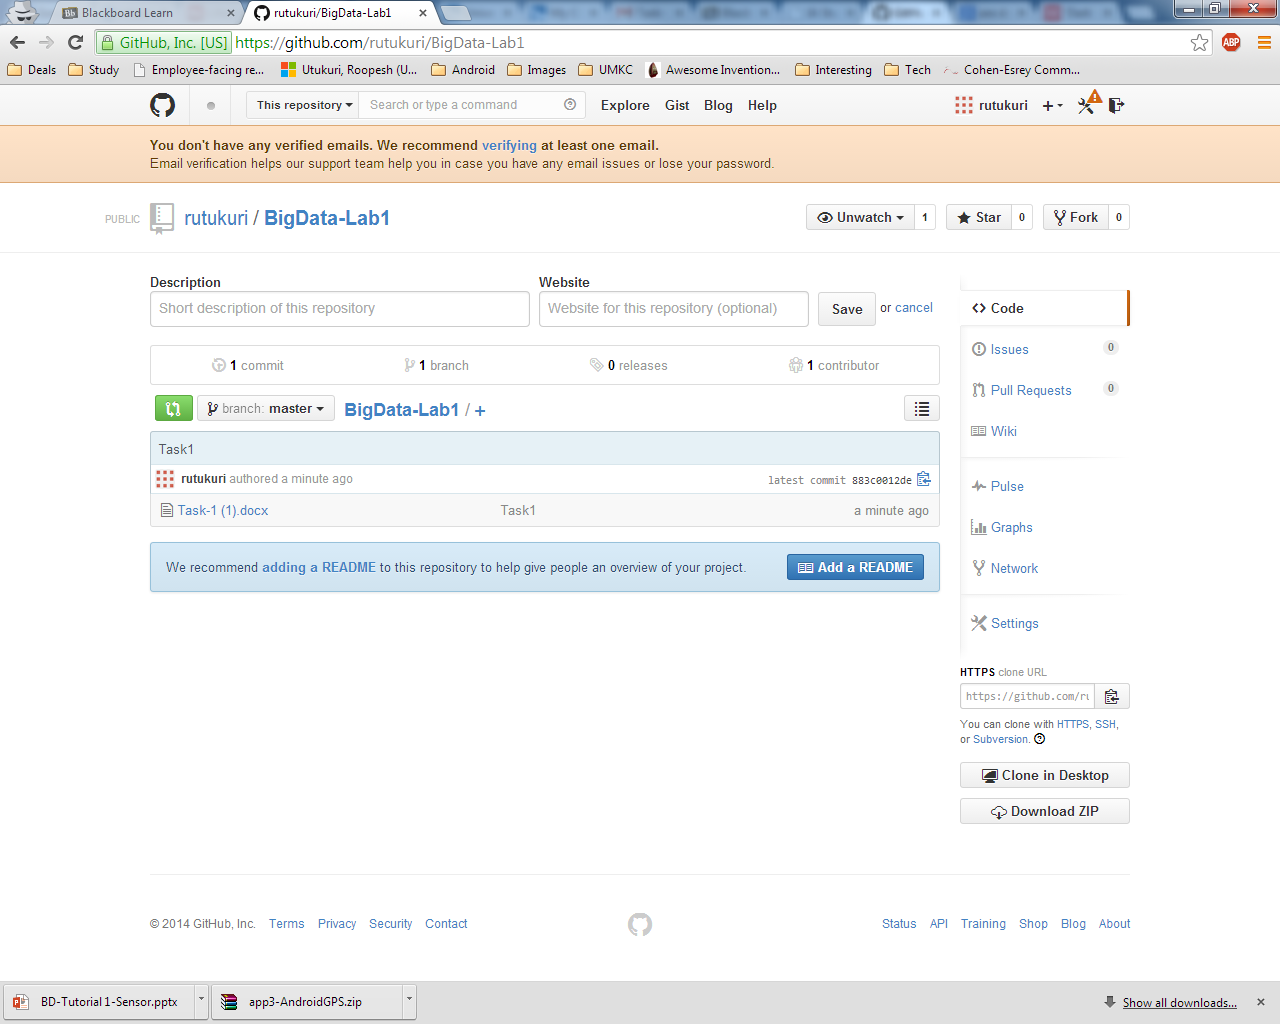 Blackboard Learn
rutukuri/BigData-Lab1
GitHub, Inc. [US] https://github.com/rutukuri/BigData-Lab1
ABP
Deals Study Employee-facing re... Utukuri, Roopesh (U... Android Images UMKC Awesome Invention... Interesting Tech Cohen-Esrey Comm...
This repository Search or type a command Explore Gist Blog Help rutukuri
You don't have any verified emails. We recommend verifying at least one email.
Email verification helps our support team help you in case you have any email issues or lose your password.
PUBLIC rutukuri / BigData-Lab1 Unwatch 1 Star 0 Fork 0
Description Website
Short description of this repository Website for this repository (optional) Save or cancel
1 commit 1 branch 0 releases 1 contributor
branch: master BigData-Lab1 / +
Task1
rutukuri authored a minute ago latest commit 883c0012de
Task-1 (1).docx Task1 a minute ago
We recommend adding a README to this repository to help give people an overview of your project. Add a README
Code
Issues 0
Pull Requests 0
Wiki
Pulse
Graphs
Network
Settings
HTTPS clone URL
https://github.com/ru
You can clone with HTTPS, SSH,
or Subversion.
Clone in Desktop
Download ZIP
© 2014 GitHub, Inc. Terms Privacy Security Contact Status API Training Shop Blog About
BD-Tutorial 1-Sensor.pptx app3-AndroidGPS.zip Show all downloads...